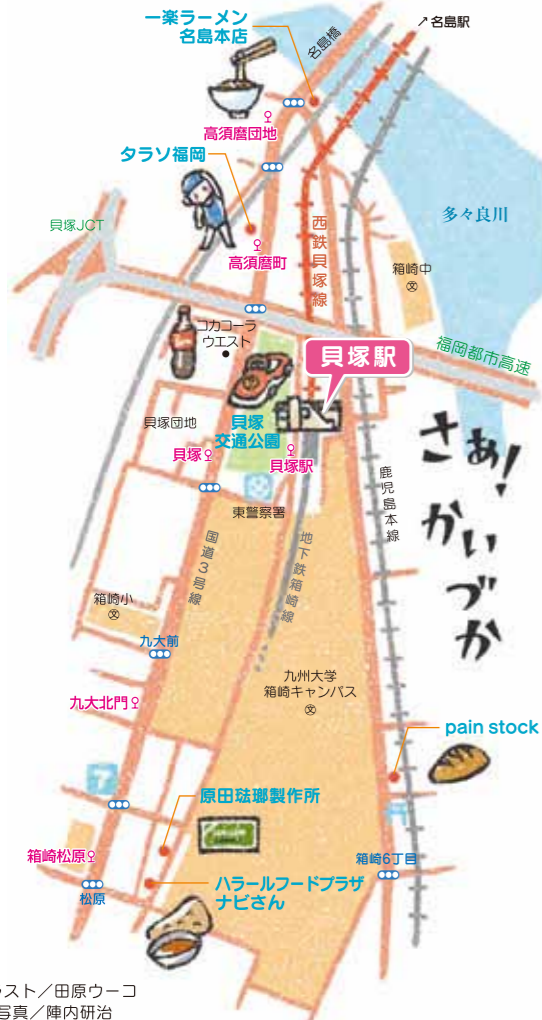 一楽ラーメン
名島本店
↗名島駅
名島橋
高須磨団地
タラソ福岡
貝塚JCT
高須磨町
西鉄貝塚線
多々良川
箱崎中
文
コカコーラ
ウエスト
貝塚駅
福岡都市高速
貝塚団地
貝塚
交通公園
貝塚
貝塚駅
さぁ!
かいづか
東警察署
国道3号線
地下鉄箱崎線
鹿児島本線
箱崎小
文
九大前
九州大学
箱崎キャンパス
文
九大北門
pain stock
原田琺瑯製作所
箱崎松原
箱崎6丁目
松原
ハラールフードプラザ
ナビさん
スト/田原ウーコ
写真/陣内研治